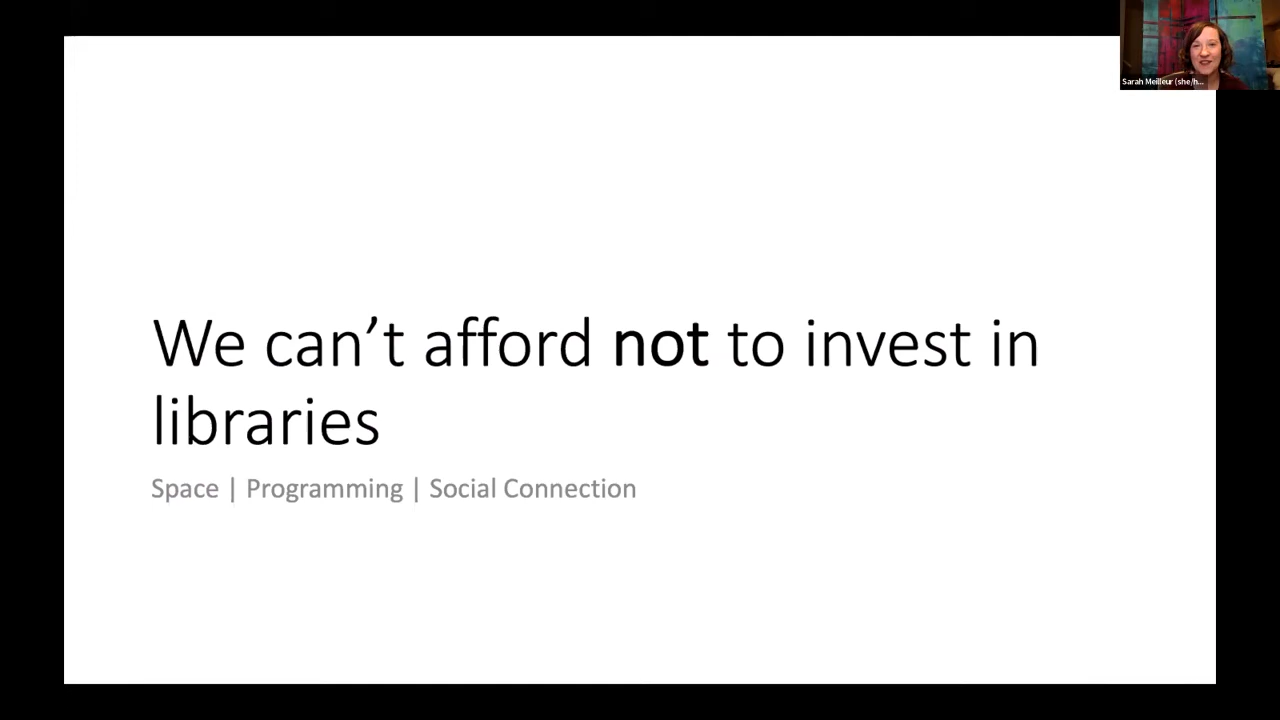 Sarah Meilleur (she/h...
We can’t afford not to invest in
libraries
Space | Programming | Social Connection